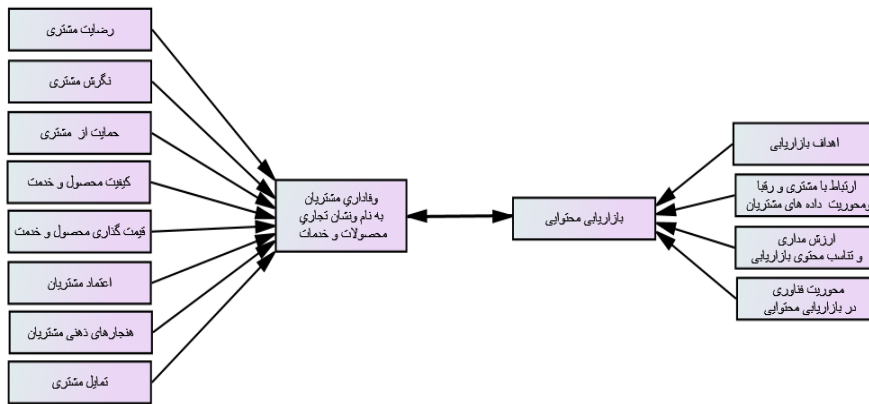 رضایت مشتری
نگرش مشتری
حمایت از مشتری
کیفیت محصول و خدمت
قیمت گذاری محصول و خدمت
اعتماد مشتریان
هنجارهای ذهنی مشتریان
تمایل مشتری
وفاداري مشتریان
به نام ونشان تجاري
محصولات و خدمات
بازاریابی محتوایی
اهداف بازاریابی
ارتباط با مشتری و رقبا
ومحوریت داده های مشتریان
ارزش مداری
و تناسب محتوی بازاریابی
محوریت فناوری
در بازاریابی محتوایی